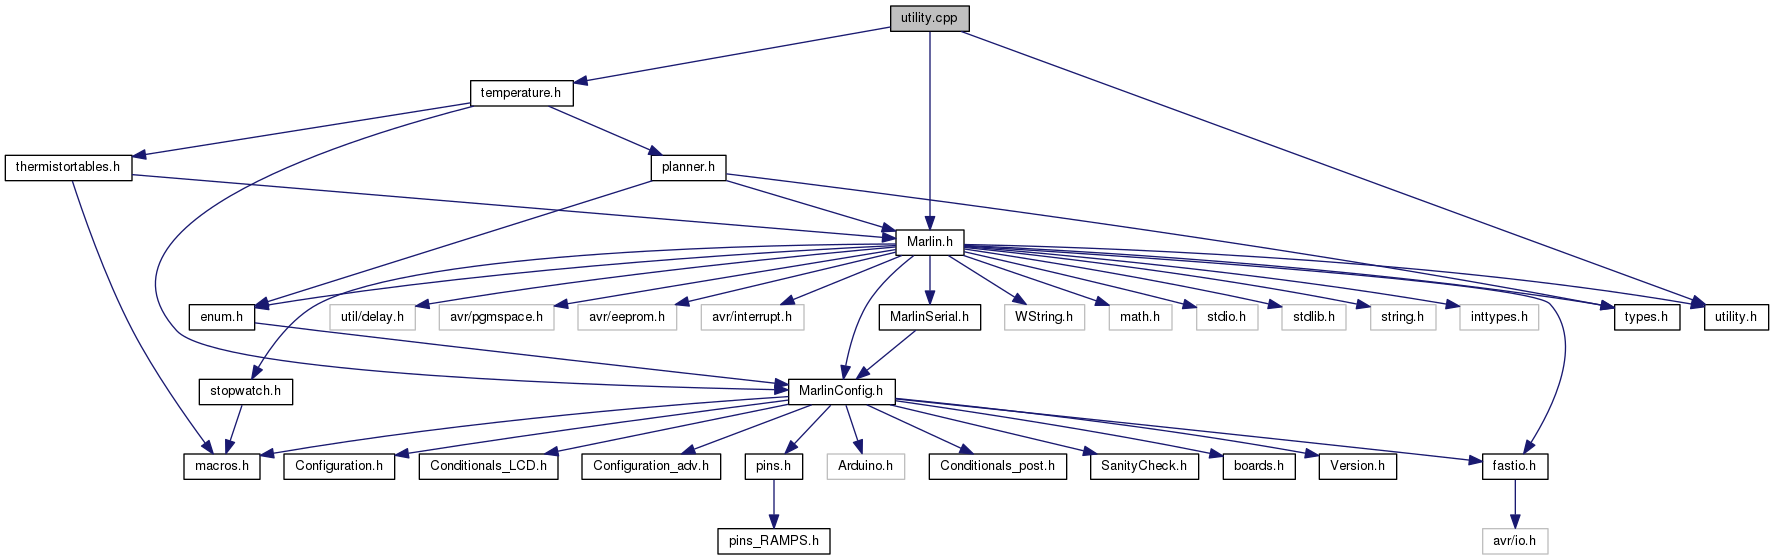 utility.cpp
temperature.h
thermistortables.h
planner.h
Marlin.h
enum.h
util/delay.h
avr/pgmspace.h
avr/eeprom.h
avr/interrupt.h
MarlinSerial.h
WString.h
math.h
stdio.h
stdlib.h
string.h
inttypes.h
types.h
utility.h
stopwatch.h
MarlinConfig.h
macros.h
Configuration.h
Conditionals_LCD.h
Configuration_adv.h
pins.h
Arduino.h
Conditionals_post.h
SanityCheck.h
boards.h
Version.h
fastio.h
pins_RAMPS.h
avr/io.h